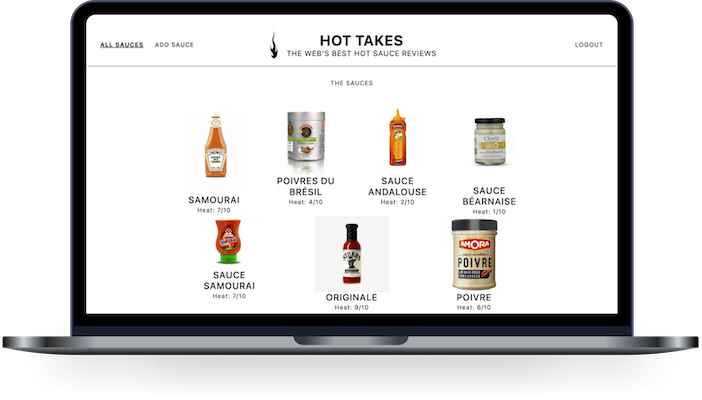 ALL SAUCES
ADD SAUCE
HOT TAKES
THE WEB'S BEST HOT SAUCE REVIEWS
LOGOUT
THE SAUCES
SAMOURAI
Heat: 7/10
POIVRES DU
BRÉSIL
Heat: 4/10
SAUCE
ANDALOUSE
Heat: 2/10
SAUCE
BÉARNAISE
Heat: 1/10
SAUCE
SAMOURAI
Heat: 7/10
ORIGINALE
Heat: 9/10
AMORA
POIVRE
POIVRE
Heat: 6/10